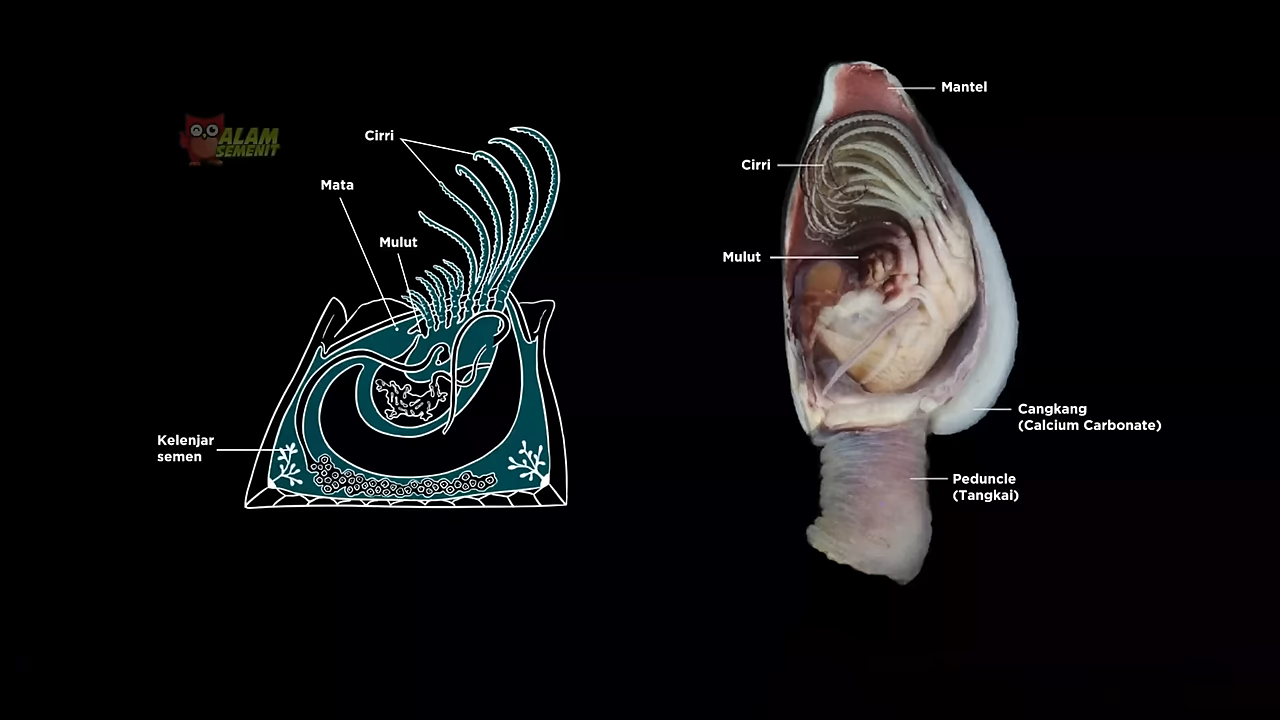 ALAM
SEMENIT
Cirri
Mata
Mulut
Kelenjar
semen
Mantel
Cirri
Mulut
Cangkang
(Calcium Carbonate)
Peduncle
(Tangkai)